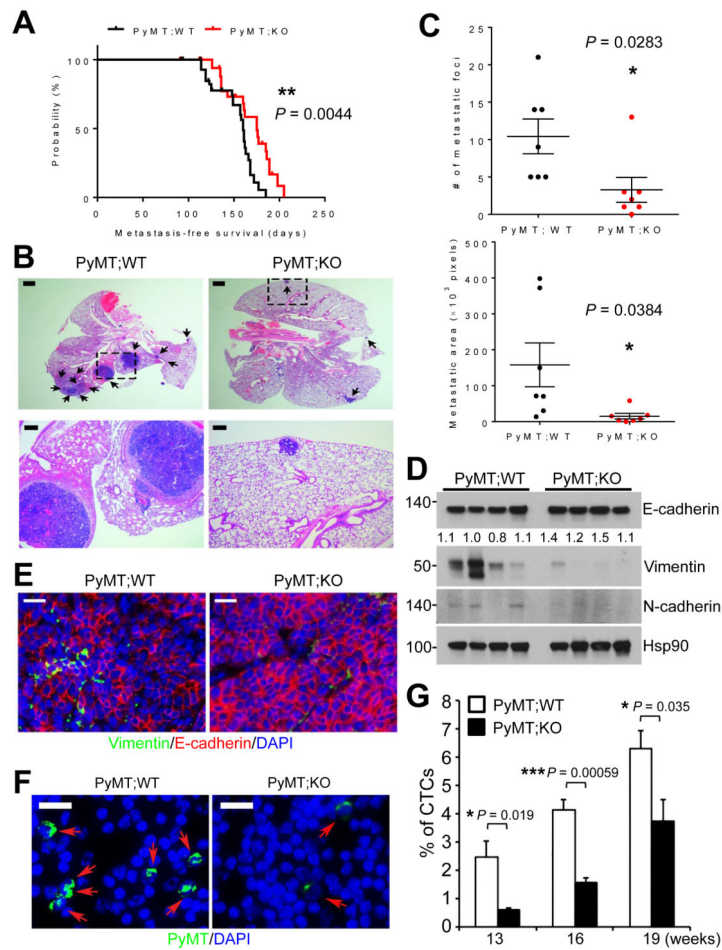 A
PyMT;WT PyMT;KO
Probability (%)
100
50
0
**
P = 0.0044
0 50 100 150 200 250
Metastasis-free survival (days)
B
PyMT;WT PyMT;KO
C
# of metastatic foci
25
20
15
10
5
0
P = 0.0283
*
PyMT;WT PyMT;KO
Metastatic area (×10³ pixels)
500
400
300
200
100
0
P = 0.0384
*
PyMT;WT PyMT;KO
D
PyMT;WT PyMT;KO
140 E-cadherin
1.1 1.0 0.8 1.1 1.4 1.2 1.5 1.1
50 Vimentin
140 N-cadherin
100 Hsp90
E
PyMT;WT PyMT;KO
Vimentin/E-cadherin/DAPI
F
PyMT;WT PyMT;KO
PyMT/DAPI
G
% of CTCs
8
7
6
5
4
3
2
1
0
PyMT;WT
PyMT;KO
* P = 0.019
*** P = 0.00059
* P = 0.035
13 16 19 (weeks)